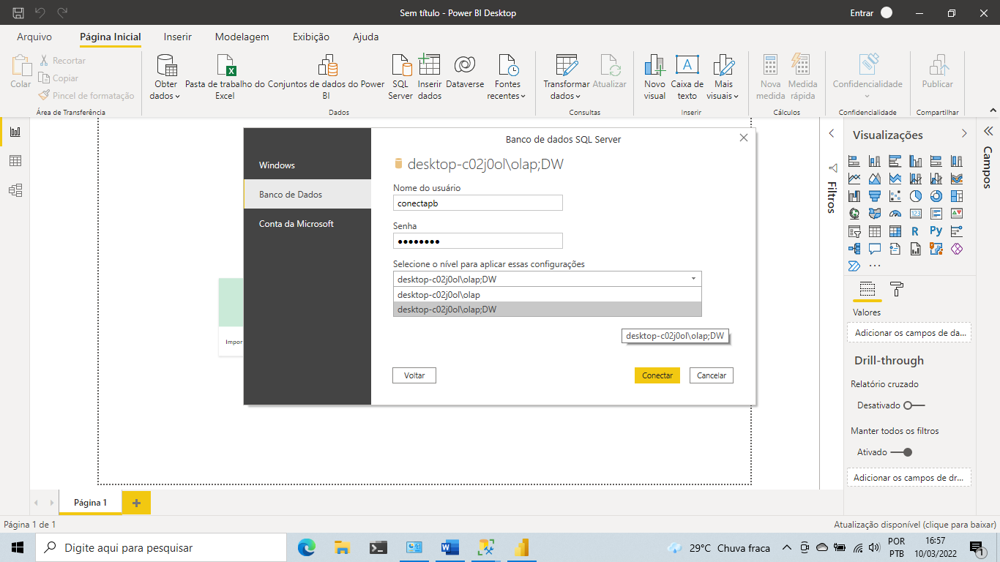 Sem título - Power BI Desktop
Entrar
Arquivo
Página Inicial
Inserir
Modelagem
Exibição
Ajuda
Colar
Recortar
Copiar
Pincel de formatação
Área de Transferência
Obter
dados
Pasta de trabalho do
Excel
Conjuntos de dados do Power
BI
SQL
Server
Inserir
dados
Dataverse
Fontes
recentes
Dados
Transformar
dados
Atualizar
Consultas
Novo
visual
A
Caixa de
texto
Mais
visuais
Inserir
Nova
medida
Medida
rápida
Cálculos
Confidencialidade
Confidencialidade
Publicar
Compartilhar
Impor
Banco de dados SQL Server
Windows
Banco de Dados
Conta da Microsoft
desktop-c02j0ol\olap;DW
Nome do usuário
conectapb
Senha
●●●●●●●●
Selecione o nível para aplicar essas configurações
desktop-c02j0ol\olap;DW
desktop-c02j0ol\olap
desktop-c02j0ol\olap;DW
desktop-c02j0ol\olap;DW
Voltar
Conectar
Cancelar
Filtros
Visualizações
123
R
Py
Valores
Adicionar os campos de da...
Drill-through
Relatório cruzado
Desativado
Manter todos os filtros
Ativado
Adicionar os campos de dr...
Campos
Página 1
Página 1 de 1
Atualização disponível (clique para baixar)
Digite aqui para pesquisar
29°C Chuva fraca
POR
PTB
16:57
10/03/2022
1